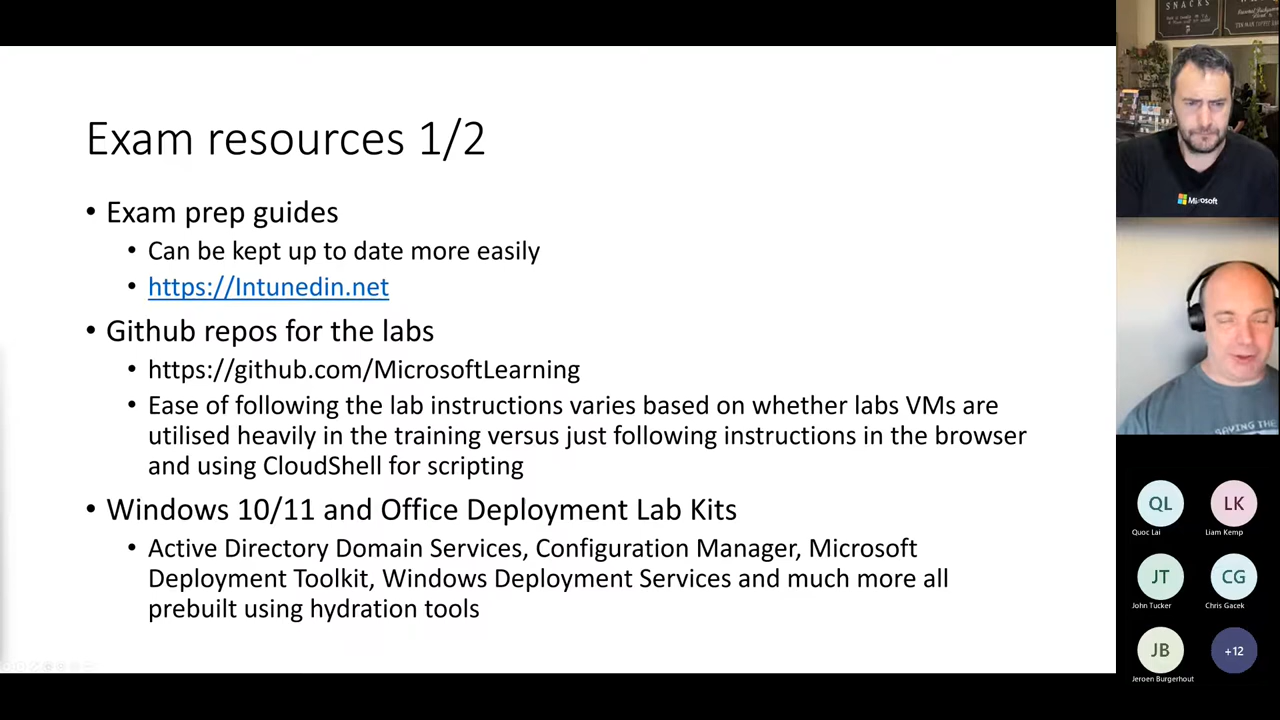 Exam resources 1/2
• Exam prep guides
• Can be kept up to date more easily
• https://Intunedin.net
• Github repos for the labs
• https://github.com/MicrosoftLearning
• Ease of following the lab instructions varies based on whether labs VMs are
utilised heavily in the training versus just following instructions in the browser
and using CloudShell for scripting
• Windows 10/11 and Office Deployment Lab Kits
• Active Directory Domain Services, Configuration Manager, Microsoft
Deployment Toolkit, Windows Deployment Services and much more all
prebuilt using hydration tools
SNACKS
Microsoft
SAVING THE
QL
LK
Quoc Lai
Liam Kemp
JT
CG
John Tucker
Chris Gacek
JB
+12
Jeroen Burgerhout